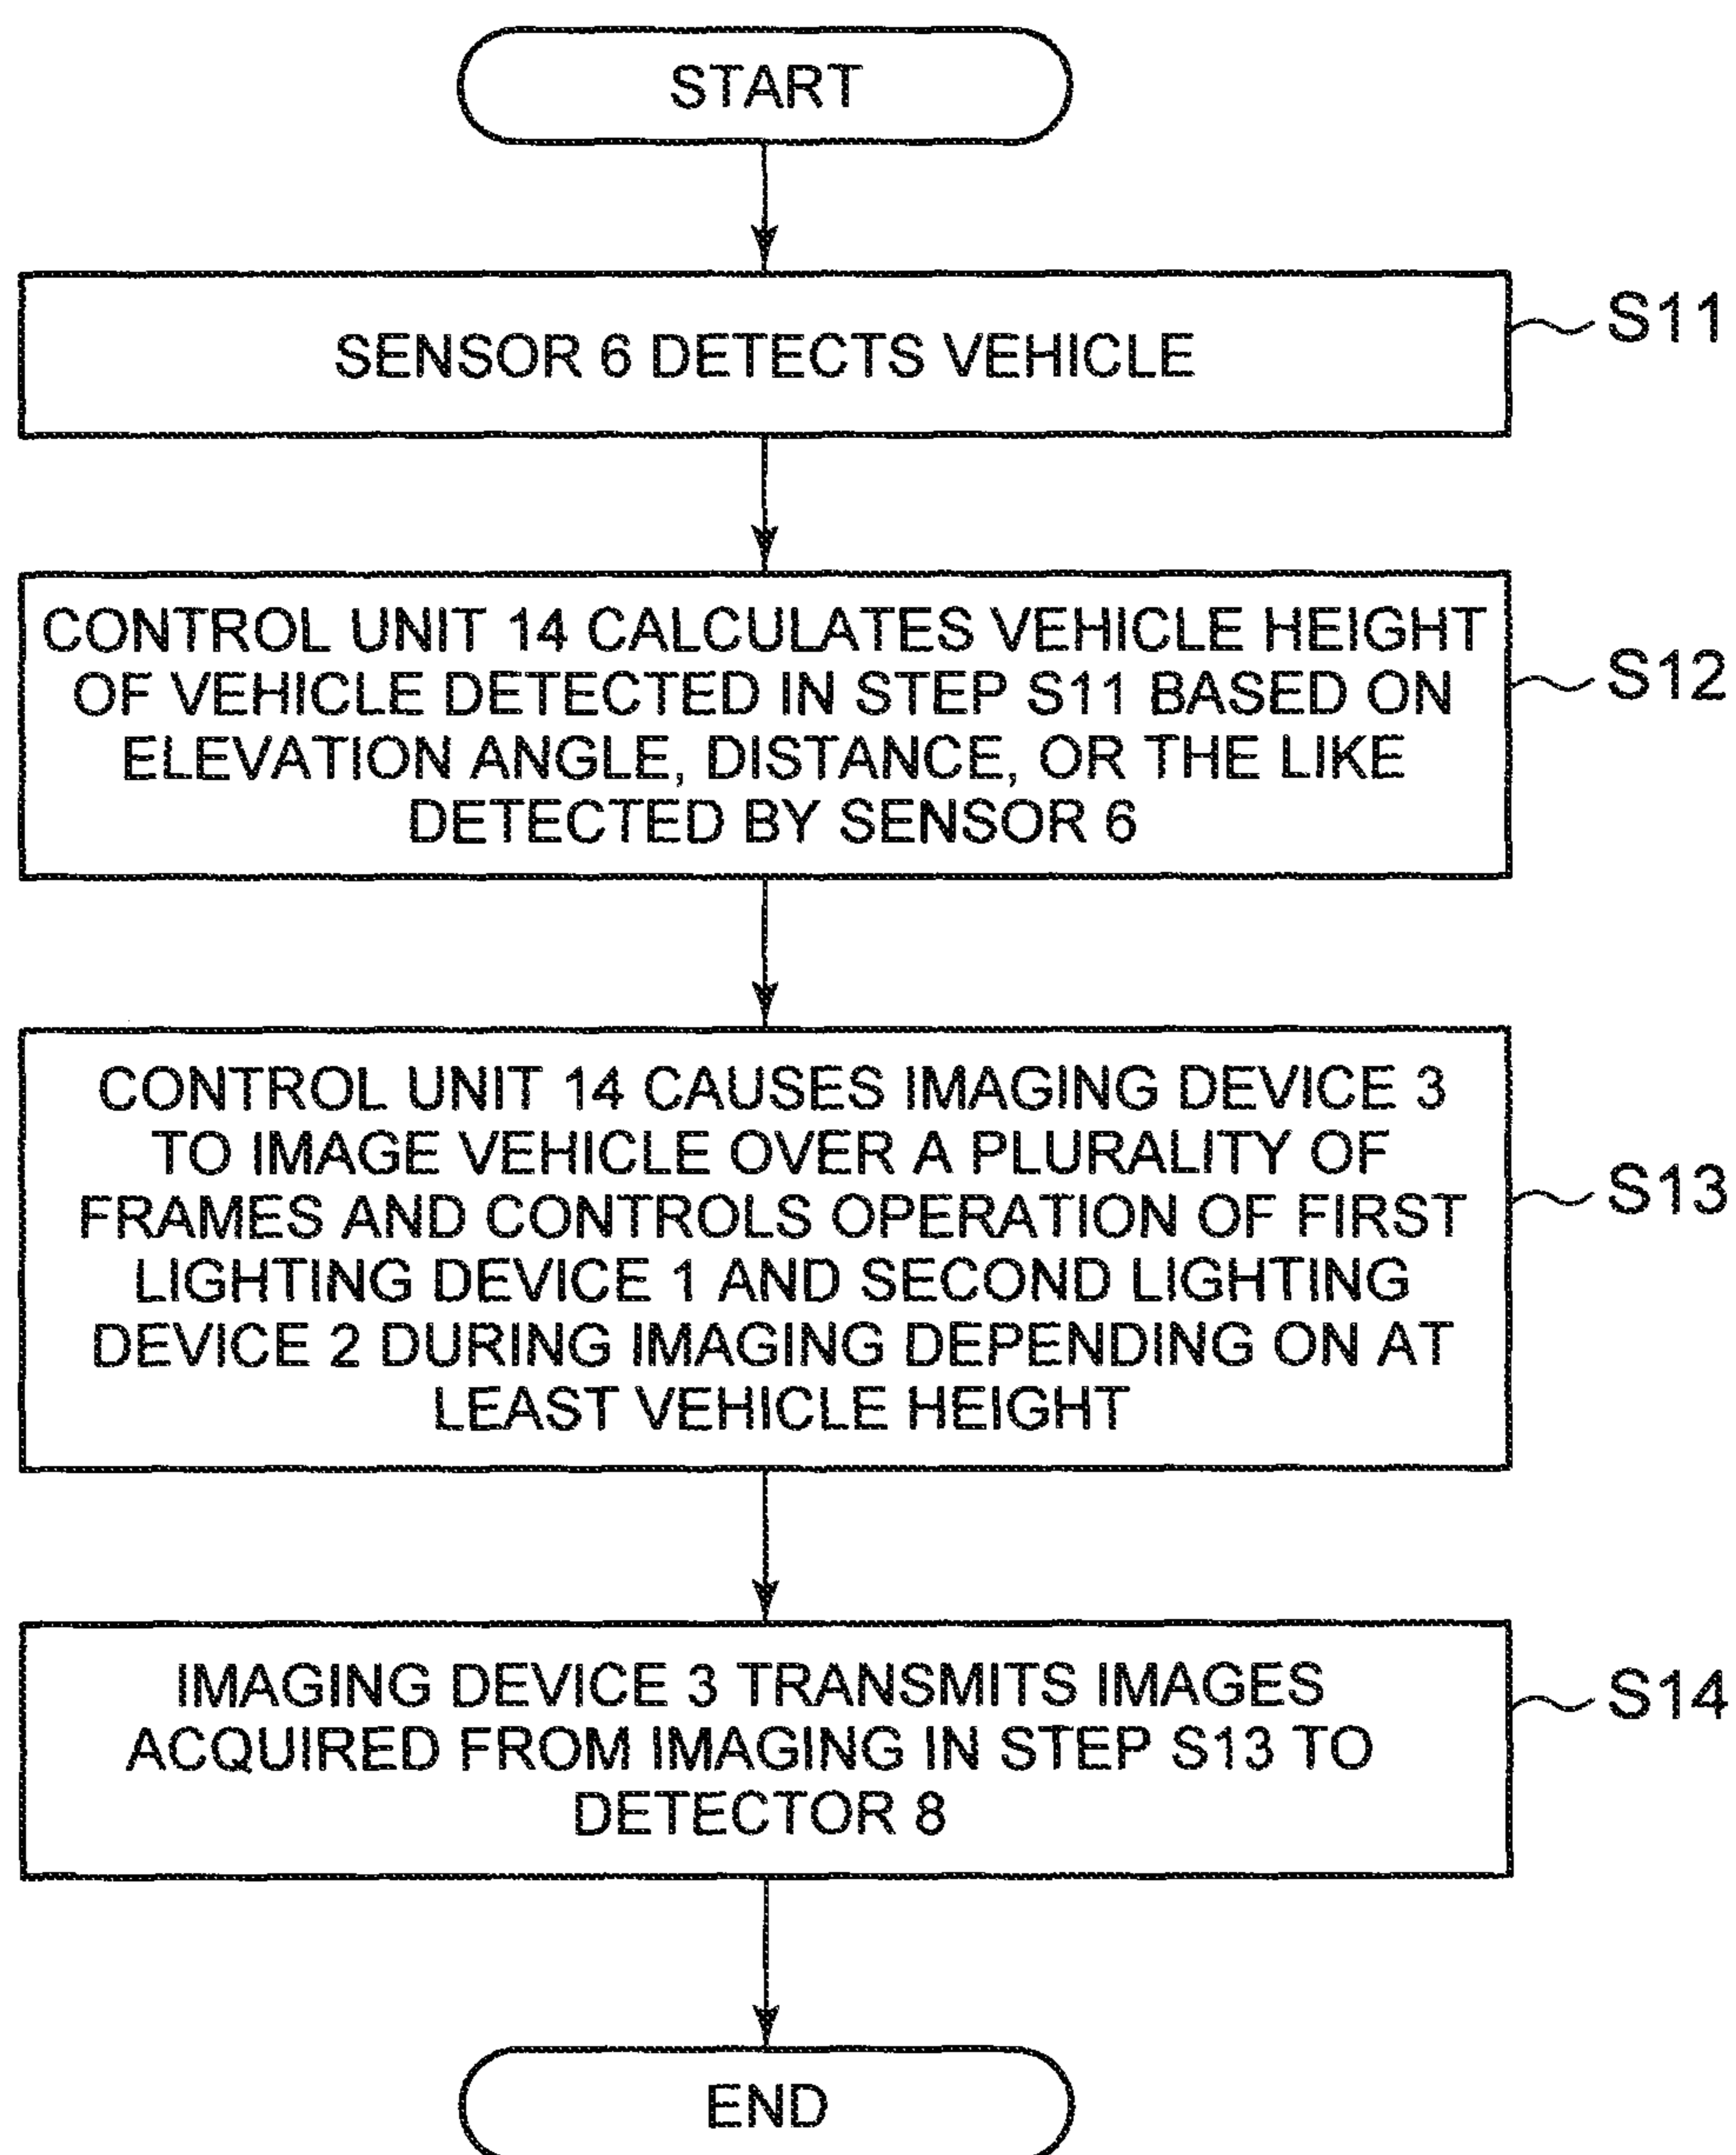 START
SENSOR 6 DETECTS VEHICLE
S11
CONTROL UNIT 14 CALCULATES VEHICLE HEIGHT
OF VEHICLE DETECTED IN STEP S11 BASED ON
ELEVATION ANGLE, DISTANCE, OR THE LIKE
DETECTED BY SENSOR 6
S12
CONTROL UNIT 14 CAUSES IMAGING DEVICE 3
TO IMAGE VEHICLE OVER A PLURALITY OF
FRAMES AND CONTROLS OPERATION OF FIRST
LIGHTING DEVICE 1 AND SECOND LIGHTING
DEVICE 2 DURING IMAGING DEPENDING ON AT
LEAST VEHICLE HEIGHT
S13
IMAGING DEVICE 3 TRANSMITS IMAGES
ACQUIRED FROM IMAGING IN STEP S13 TO
DETECTOR 8
S14
END